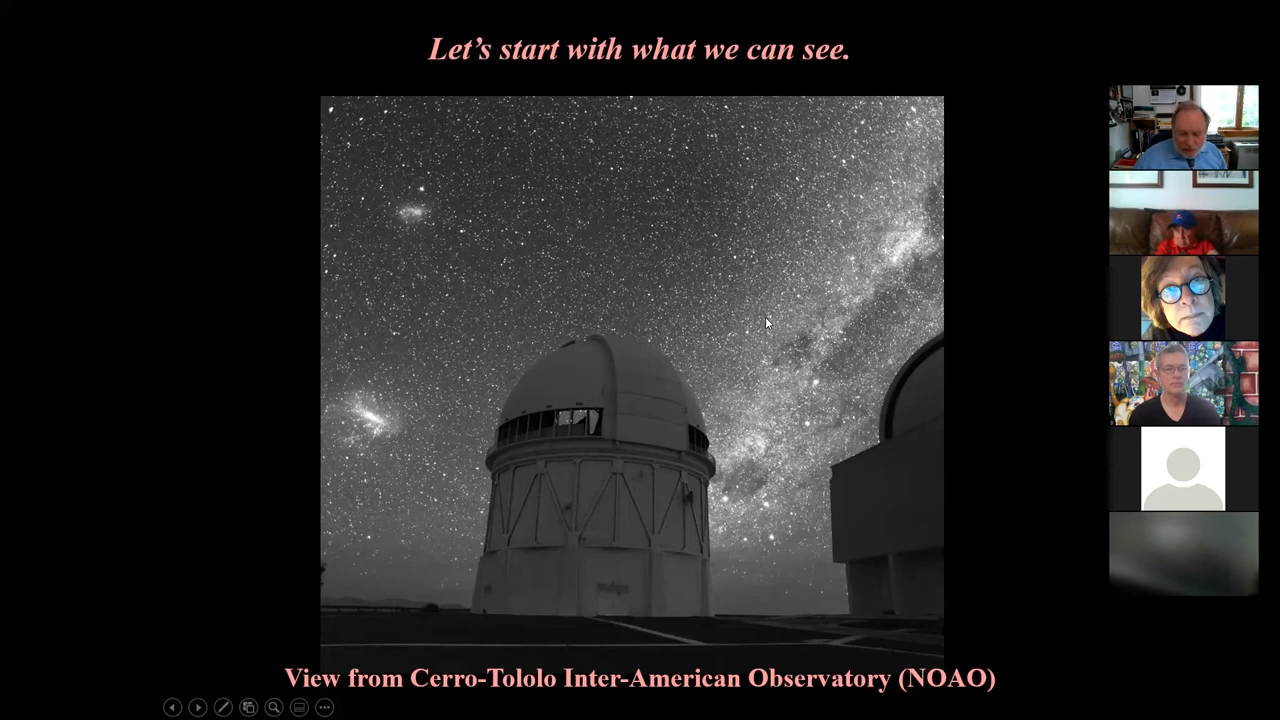 Let's start with what we can see.
View from Cerro-Tololo Inter-American Observatory (NOAO)